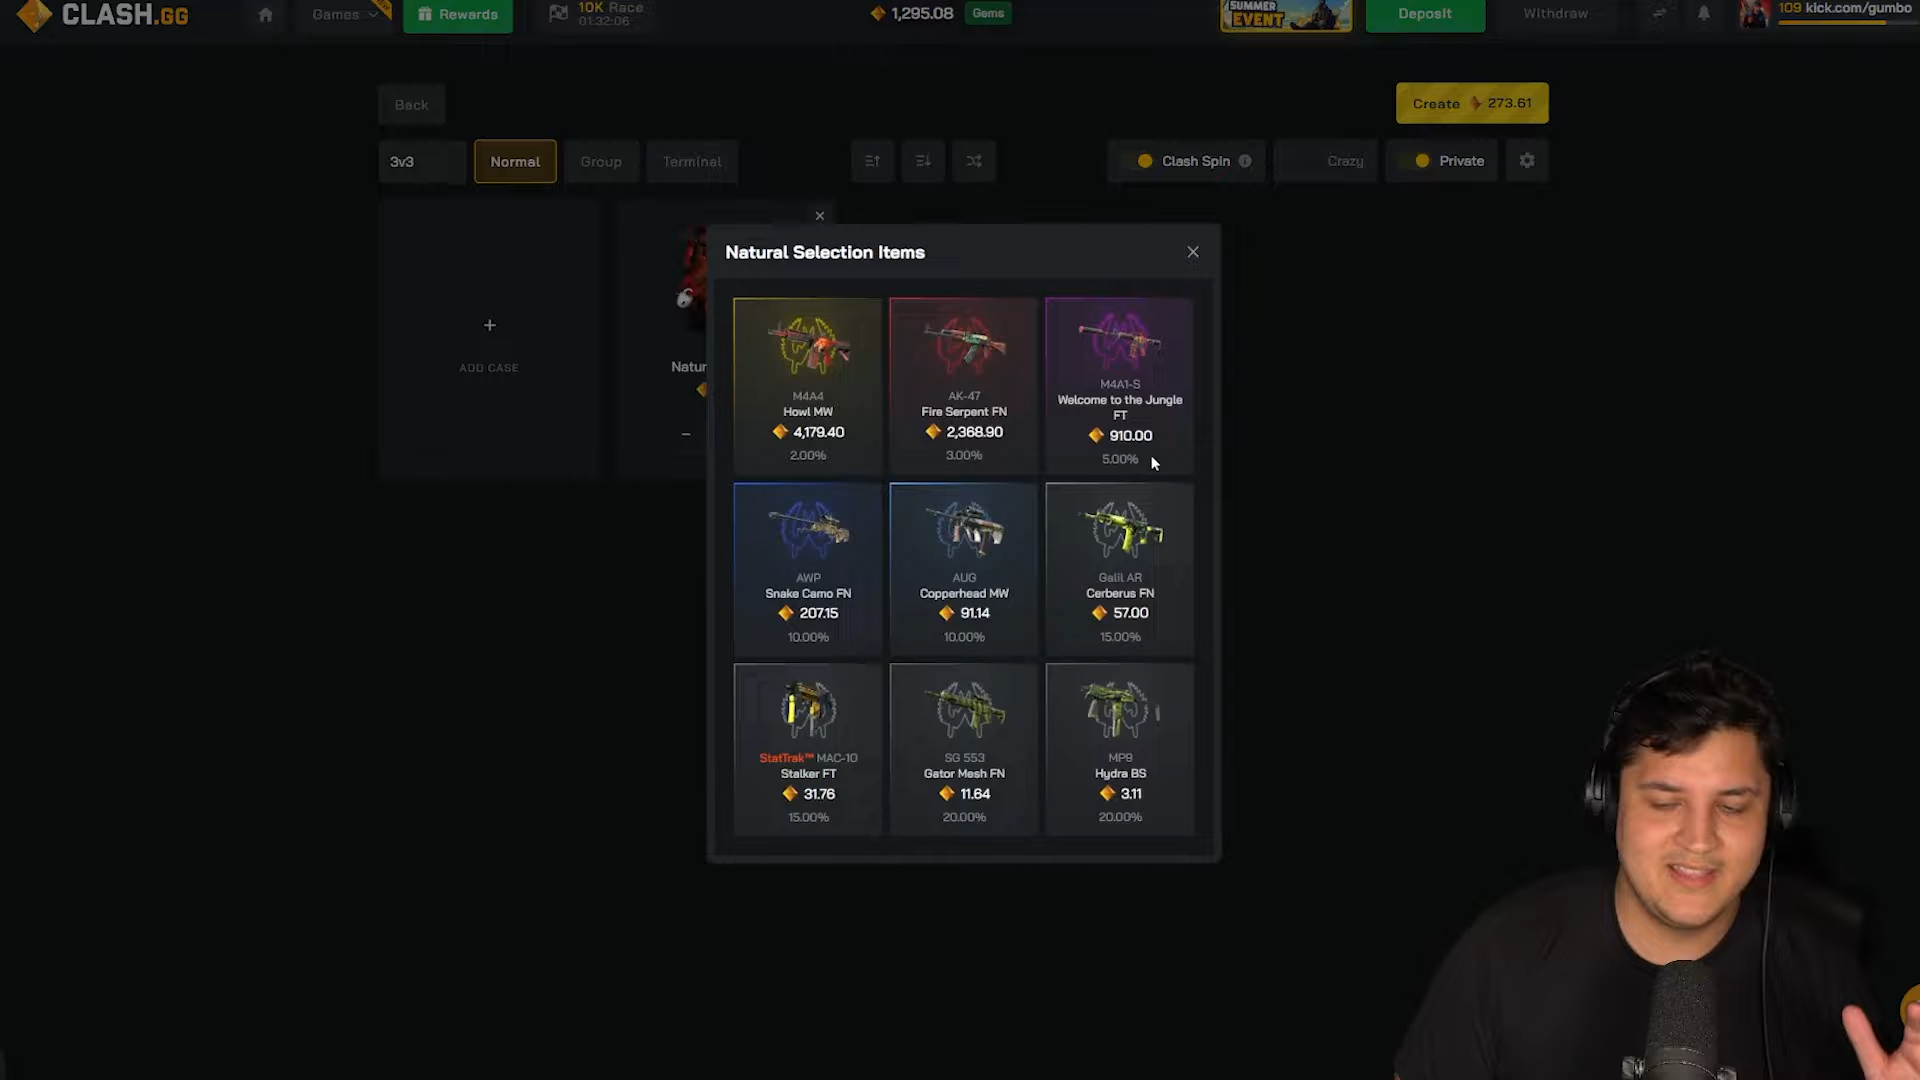 CLASH.GG
Games
Rewards
10K Race
01:32:06
1,295.08
Gems
SUMMER
EVENT
Deposit
Withdraw
109 kick.com/gumbo
Back
Create 273.61
3v3
Normal
Group
Terminal
Clash Spin
Crazy
Private
+
ADD CASE
Natur
Natural Selection Items
M4A4
Howl MW
4,179.40
2.00%
AK-47
Fire Serpent FN
2,368.90
3.00%
M4A1-S
Welcome to the Jungle
FT
910.00
5.00%
AWP
Snake Camo FN
207.15
10.00%
AUG
Copperhead MW
91.14
10.00%
Galil AR
Cerberus FN
57.00
15.00%
StatTrak™ MAC-10
Stalker FT
31.76
15.00%
SG 553
Gator Mesh FN
11.64
20.00%
MP9
Hydra BS
3.11
20.00%